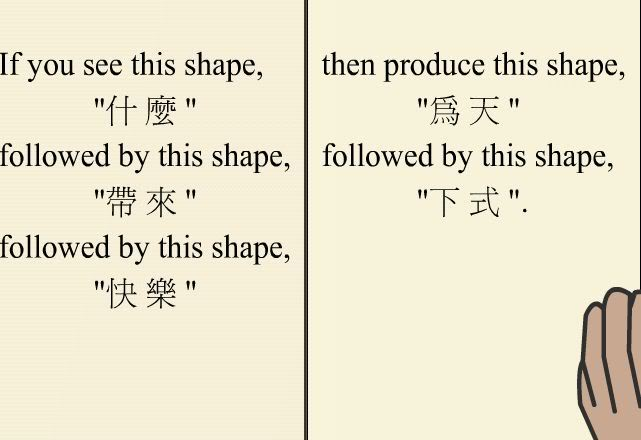 If you see this shape,
"什麼"
followed by this shape,
"帶來"
followed by this shape,
"快樂"
then produce this shape,
"爲天"
followed by this shape,
"下式".